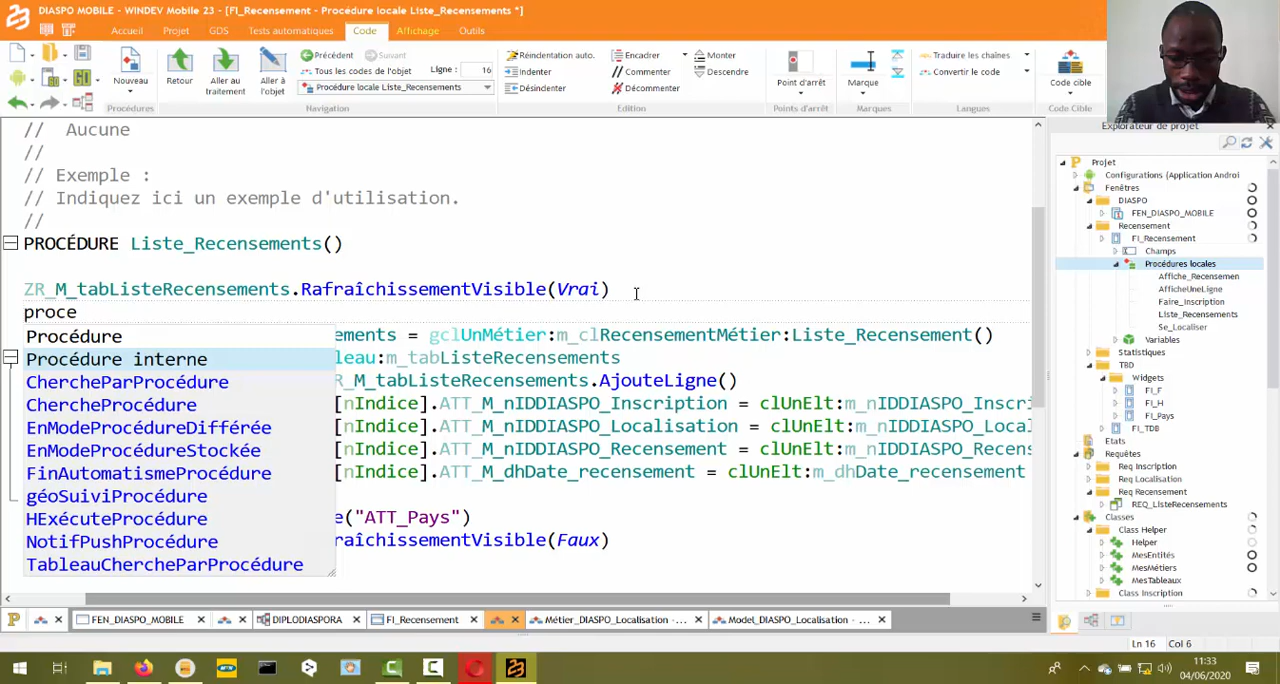 DIASPO MOBILE - WINDEV Mobile 23 - [FI_Recensement - Procédure locale Liste_Recensements *]
Accueil Projet GDS Tests automatiques Code Affichage Outils
Nouveau
Retour
Aller au traitement
Aller à l'objet
Précédent Suivant
Tous les codes de l'objet Ligne : 16
Procédure locale Liste_Recensements
Réindentation auto.
Indenter
Désindenter
Encadrer
Commenter
Décommenter
Monter
Descendre
Point d'arrêt
Marque
Traduire les chaînes
Convertir le code
Code cible
Procédures Navigation Edition Points d'arrêt Marques Langues Code Cible
// Aucune
//
// Exemple :
// Indiquez ici un exemple d'utilisation.
//
PROCÉDURE Liste_Recensements()
ZR_M_tabListeRecensements.RafraîchissementVisible(Vrai)
proce
ements = gclUnMétier:m_clRecensementMétier:Liste_Recensement()
leau:m_tabListeRecensements
R_M_tabListeRecensements.AjouteLigne()
[nIndice].ATT_M_nIDDIASPO_Inscription = clUnElt:m_nIDDIASPO_Inscri
[nIndice].ATT_M_nIDDIASPO_Localisation = clUnElt:m_nIDDIASPO_Loca
[nIndice].ATT_M_nIDDIASPO_Recensement = clUnElt:m_nIDDIASPO_Recens
[nIndice].ATT_M_dhDate_recensement = clUnElt:m_dhDate_recensement
e("ATT_Pays")
fraîchissementVisible(Faux)
Procédure
Procédure interne
ChercheParProcédure
ChercheProcédure
EnModeProcédureDifférée
EnModeProcédureStockée
FinAutomatismeProcédure
géoSuiviProcédure
HExécuteProcédure
NotifPushProcédure
TableauChercheParProcédure
Explorateur de projet
Projet
Configurations (Application Androi
Fenêtres
DIASPO
FEN_DIASPO_MOBILE
Recensement
FI_Recensement
Champs
Procédures locales
Affiche_Recensemen
AfficheUneLigne
Faire_Inscription
Liste_Recensements
Se_Localiser
Variables
Statistiques
TBD
Widgets
FI_F
FI_H
FI_Pays
FI_TDB
Etats
Requêtes
Req Inscription
Req Localisation
Req Recensement
REQ_ListeRecensements
Classes
Class Helper
Helper
MesEntités
MesMétiers
MesTableaux
Class Inscription
FEN_DIASPO_MOBILE DIPLODIASPORA FI_Recensement Métier_DIASPO_Localisation - ... Model_DIASPO_Localisation - ...
Ln 16 Col 6
11:33
04/06/2020